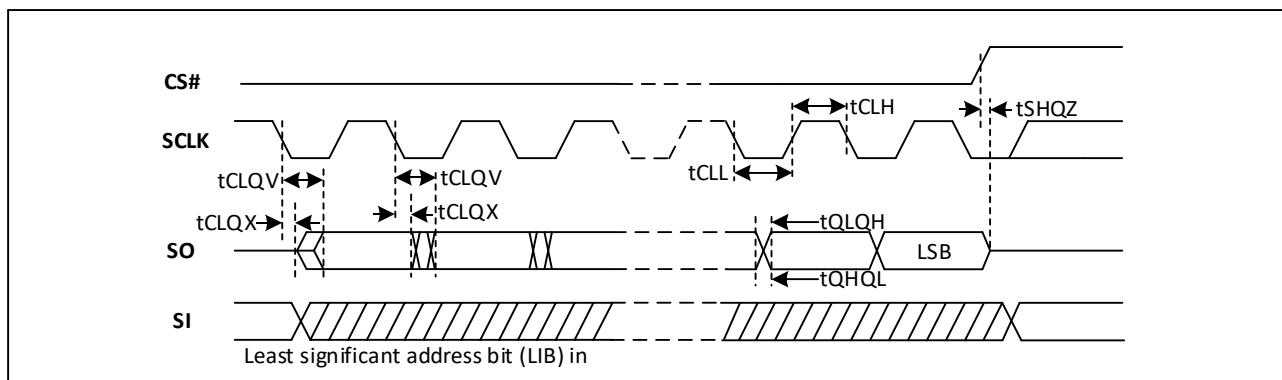 CS#
tCLH
tSHQZ
SCLK
tCLL
tCLQV
tCLQV
tCLQX
tCLQX
tQLQH
SO
LSB
tQHQL
SI
Least significant address bit (LIB) in